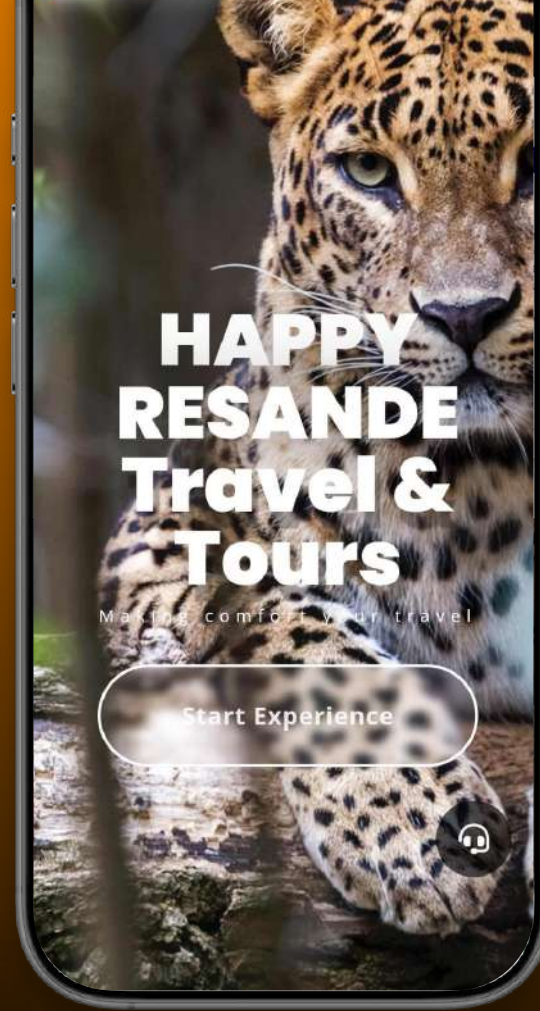 HAPPY
RESANDE
Travel &
Tours
Making comfort your travel
Start Experience